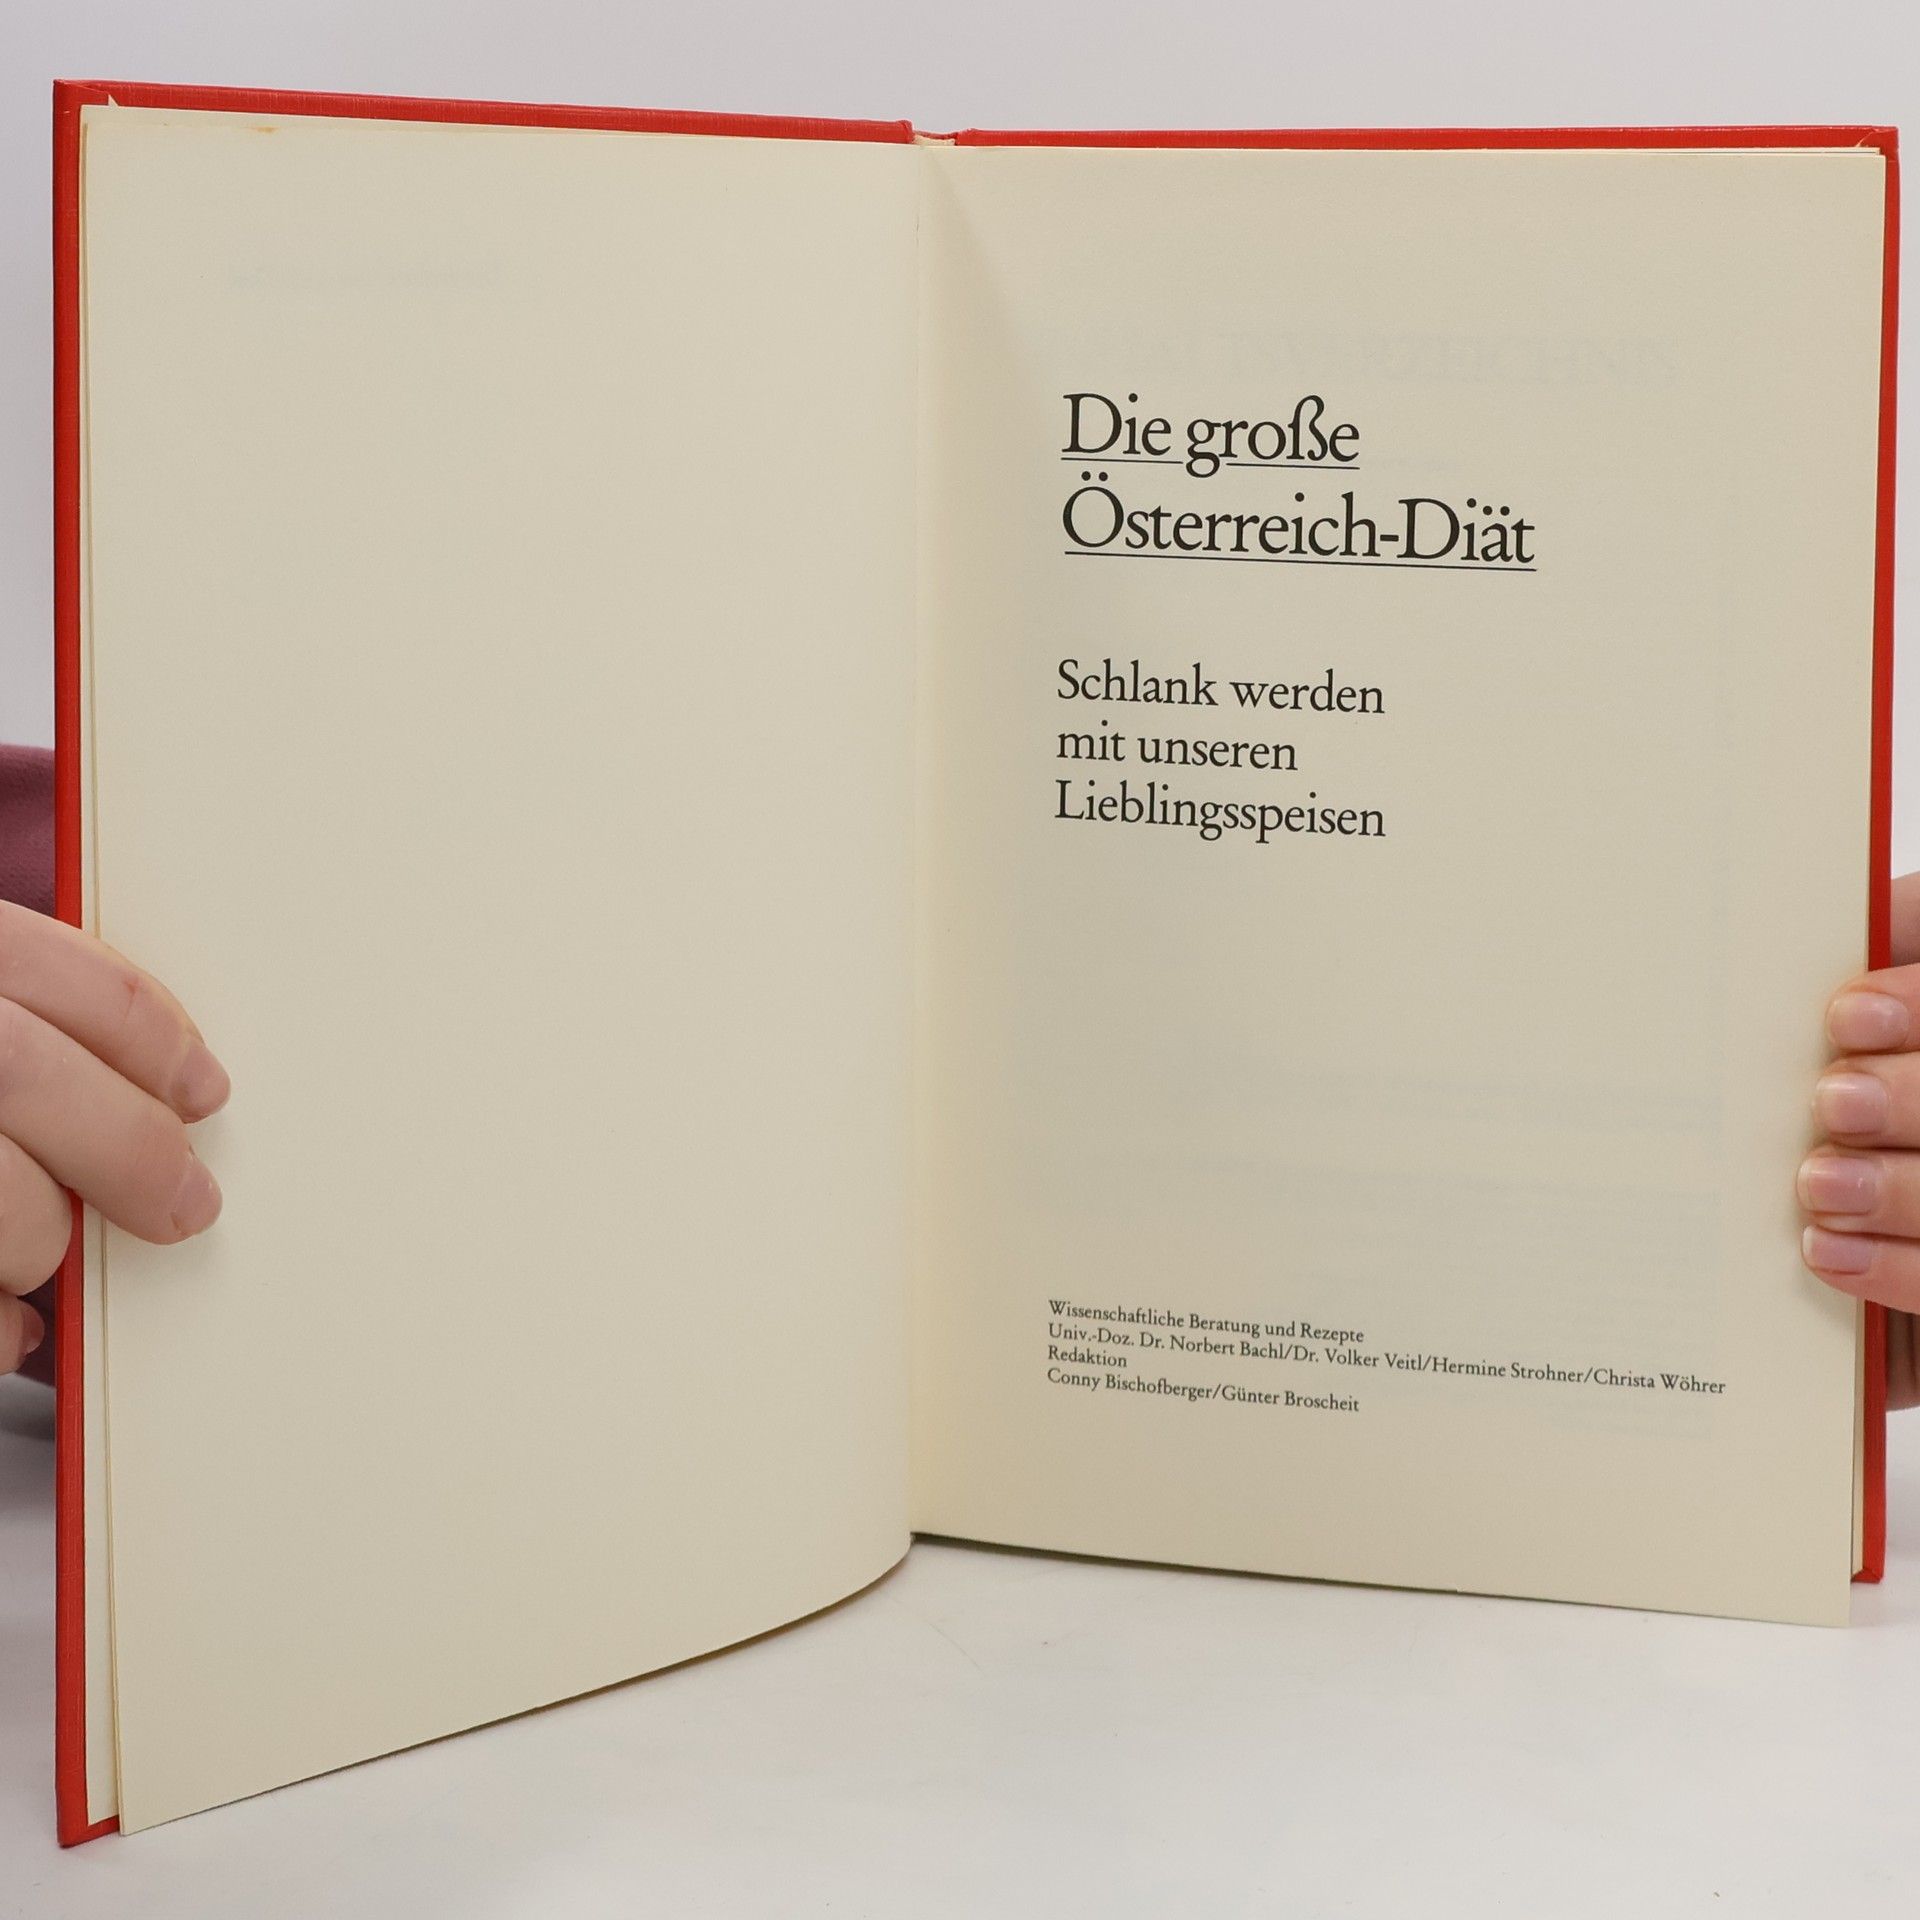 Die große
Österreich-Diät
Schlank werden
mit unseren
Lieblingsspeisen
Wissenschaftliche Beratung und Rezepte
Univ.-Doz. Dr. Norbert Bachl/Dr. Volker Veitl/Hermine Strohner/Christa Wöhrer
Redaktion
Conny Bischofberger/Günter Broscheit